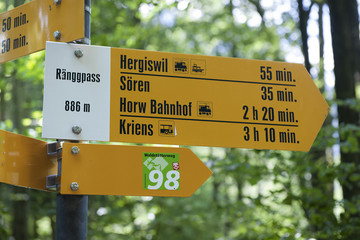 50 min.
50 min.
Ränggpass
886 m
Hergiswil 55 min.
Sören 35 min.
Horw Bahnhof 2 h 20 min.
Kriens 3 h 10 min.
98